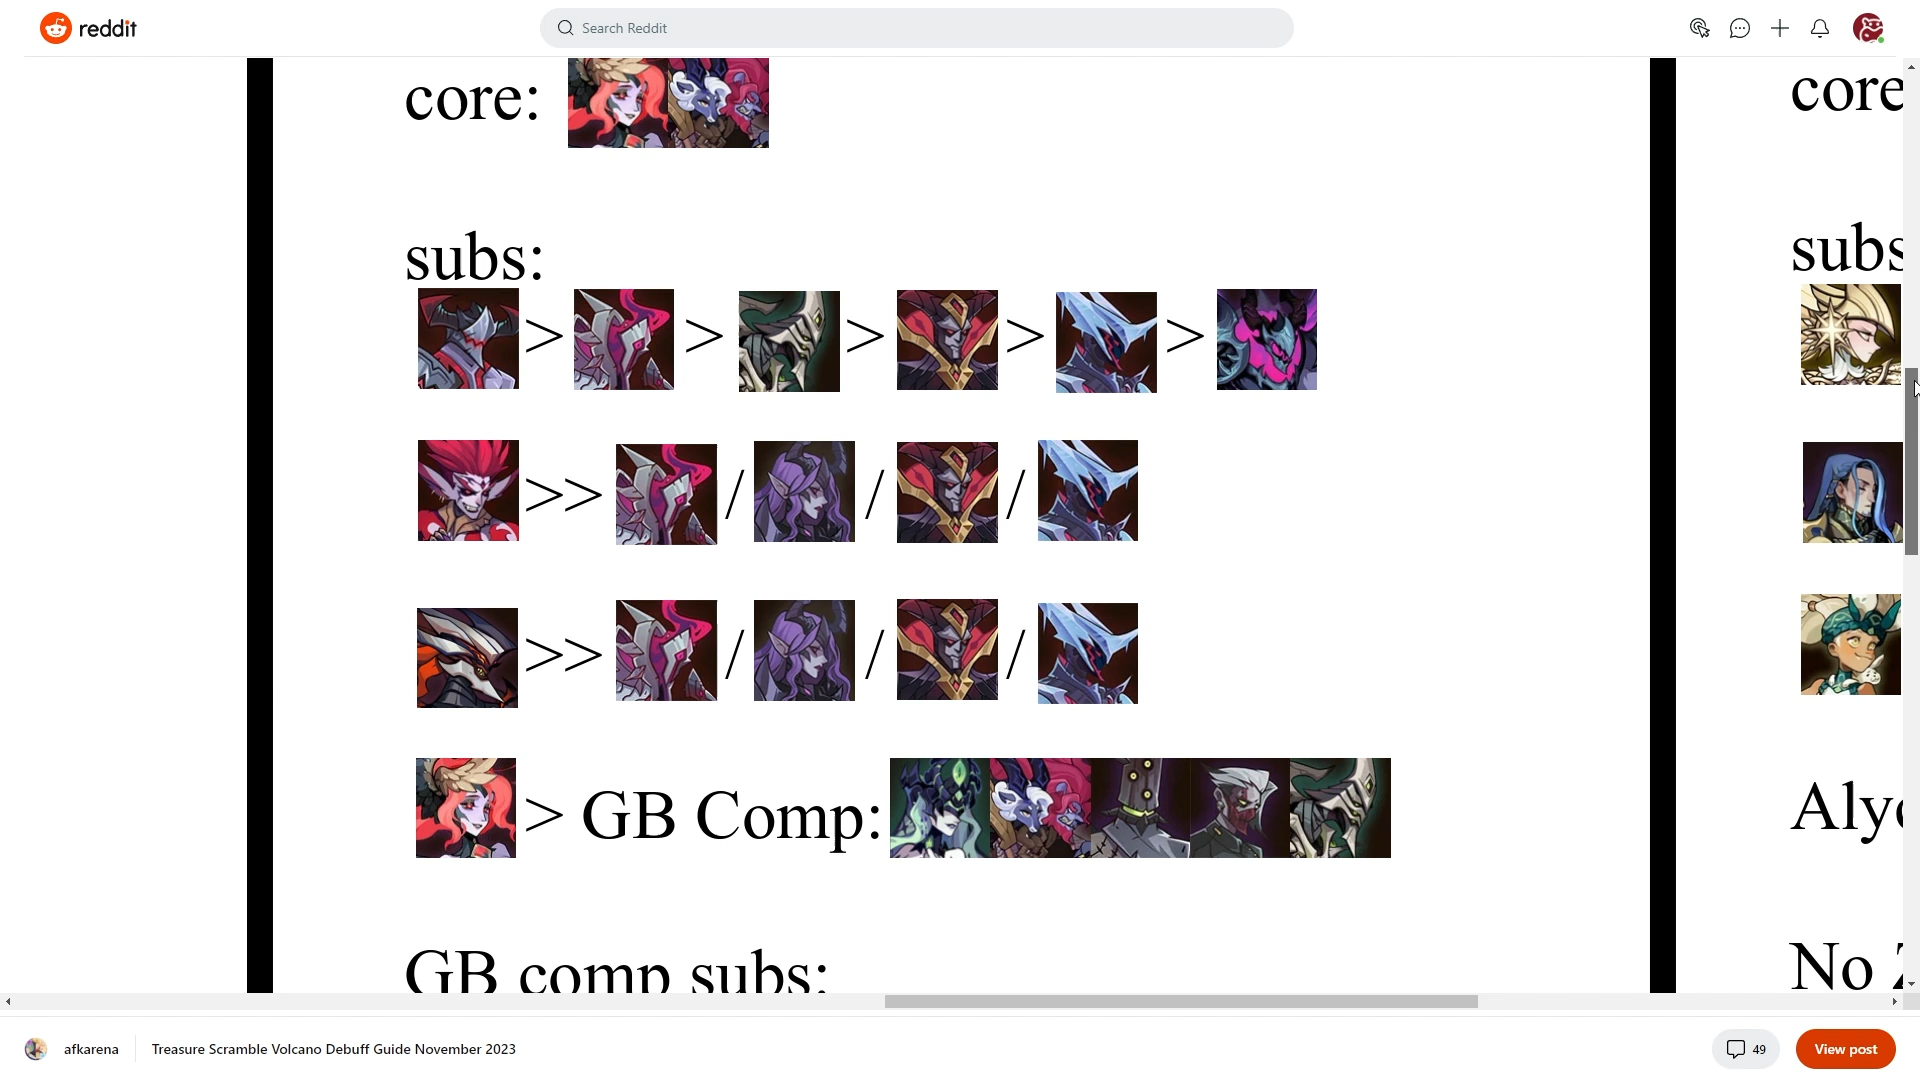 reddit
Search Reddit
core:
subs:
> > > > >
>> / / /
>> / / /
> GB Comp:
GB comp subs:
core
subs
Aly
No
afkarena
Treasure Scramble Volcano Debuff Guide November 2023
49
View post